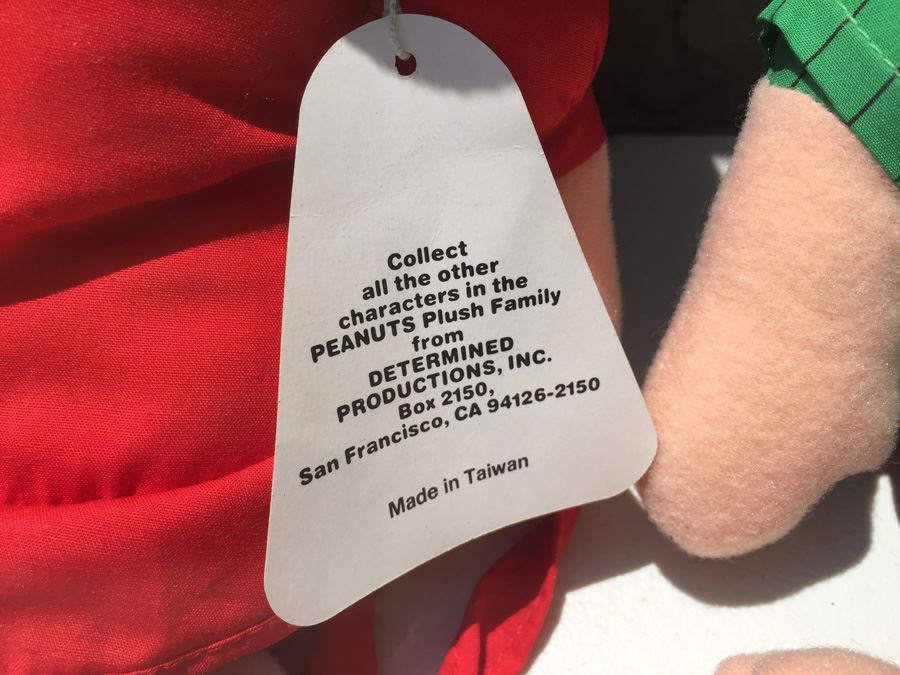 Collect
all the other
characters in the
PEANUTS Plush Family
from
DETERMINED
PRODUCTIONS, INC.
Box 2150,
San Francisco, CA 94126-2150
Made in Taiwan